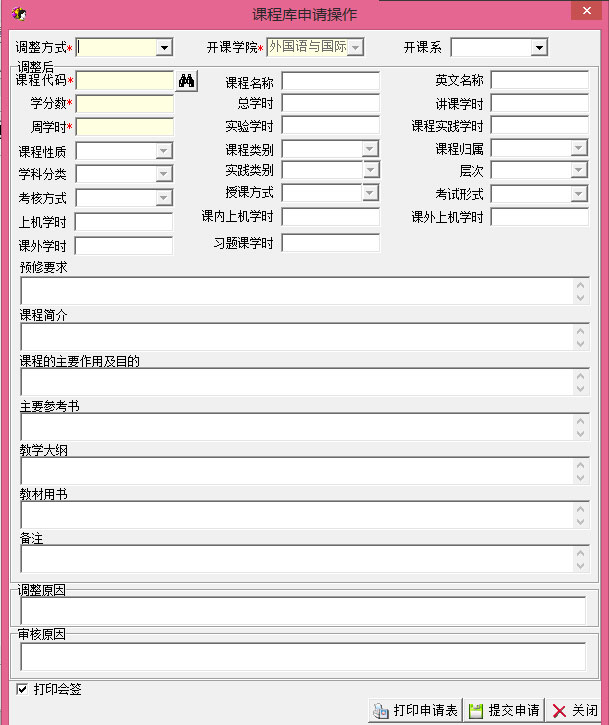 课程库申请操作
调整方式* 开课学院* 外国语与国际 开课系
调整后
课程代码* 课程名称 英文名称
学分数* 总学时 讲课学时
周学时* 实验学时 课程实践学时
课程性质 课程类别 课程归属
学科分类 实践类别 层次
考核方式 授课方式 考试形式
上机学时 课内上机学时 课外上机学时
课外学时 习题课学时
预修要求
课程简介
课程的主要作用及目的
主要参考书
教学大纲
教材用书
备注
调整原因
审核原因
打印会签
打印申请表 提交申请 关闭